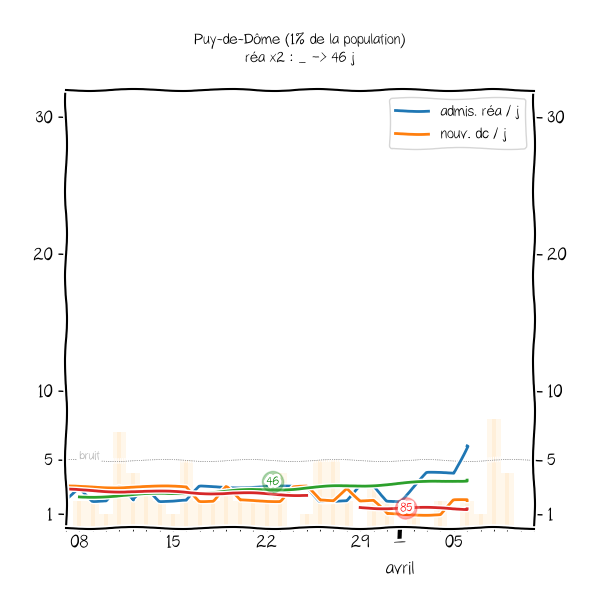 Puy-de-Dôme (1% de la population)
réa x2 : _ -> 46 j
admis. réa / j
nouv. dc / j
30 30
20 20
10 10
bruit
5 5
46
85
1 1
08 15 22 29 _ 05
avril